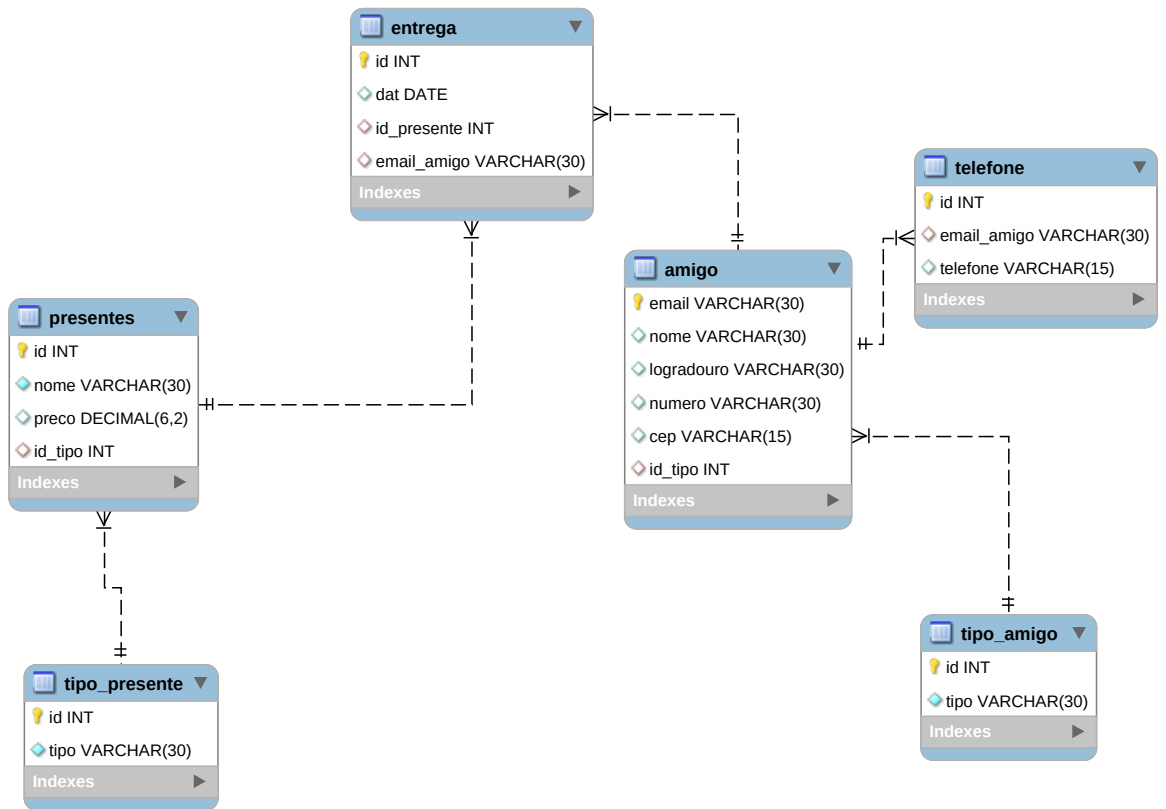 entrega
id INT
dat DATE
id_presente INT
email_amigo VARCHAR(30)
Indexes
telefone
id INT
email_amigo VARCHAR(30)
telefone VARCHAR(15)
Indexes
amigo
email VARCHAR(30)
nome VARCHAR(30)
logradouro VARCHAR(30)
numero VARCHAR(30)
cep VARCHAR(15)
id_tipo INT
Indexes
presentes
id INT
nome VARCHAR(30)
preco DECIMAL(6,2)
id_tipo INT
Indexes
tipo_amigo
id INT
tipo VARCHAR(30)
Indexes
tipo_presente
id INT
tipo VARCHAR(30)
Indexes